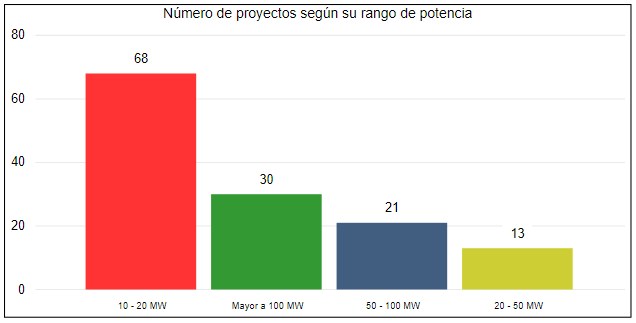 Número de proyectos según su rango de potencia
80
60
40
20
0
68
30
21
13
10 - 20 MW
Mayor a 100 MW
50 - 100 MW
20 - 50 MW